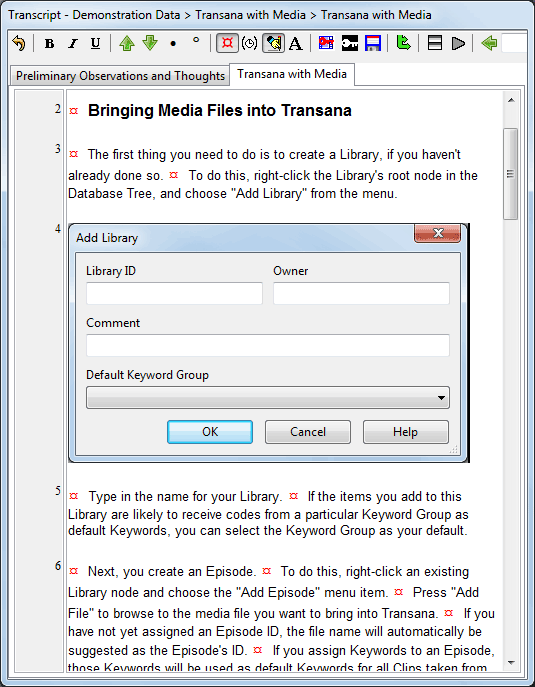 Transcript - Demonstration Data > Transana with Media > Transana with Media
B I U A
Preliminary Observations and Thoughts Transana with Media
2 ¤ Bringing Media Files into Transana
3 ¤ The first thing you need to do is to create a Library, if you haven't
already done so. ¤ To do this, right-click the Library's root node in the
Database Tree, and choose "Add Library" from the menu.
4
Add Library
Library ID Owner
Comment
Default Keyword Group
OK Cancel Help
5 ¤ Type in the name for your Library. ¤ If the items you add to this
Library are likely to receive codes from a particular Keyword Group as
default Keywords, you can select the Keyword Group as your default.
6 ¤ Next, you create an Episode. ¤ To do this, right-click an existing
Library node and choose the "Add Episode" menu item. ¤ Press "Add
File" to browse to the media file you want to bring into Transana. ¤ If you
have not yet assigned an Episode ID, the file name will automatically be
suggested as the Episode's ID. ¤ If you assign Keywords to an Episode,
those Keywords will be used as default Keywords for all Clips taken from